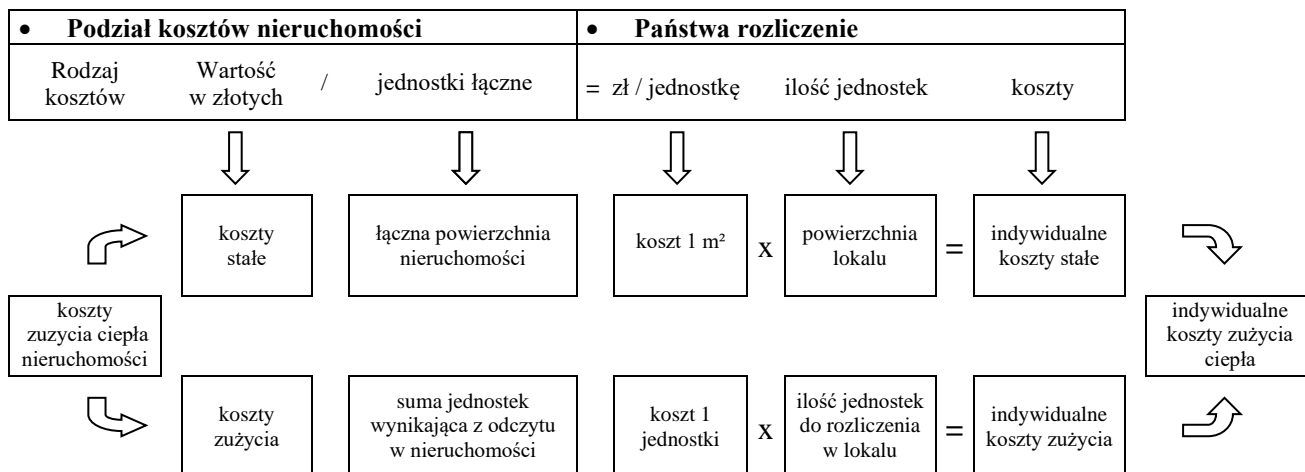 • Podział kosztów nieruchomości
• Państwa rozliczenie
Rodzaj
kosztów
Wartość
w złotych
/
jednostki łączne
= zł / jednostkę
ilość jednostek
koszty
koszty
stałe
łączna powierzchnia
nieruchomości
koszt 1 m²
x
powierzchnia
lokalu
=
indywidualne
koszty stałe
koszty
zuzycia ciepła
nieruchomości
indywidualne
koszty zużycia
ciepła
koszty
zużycia
suma jednostek
wynikająca z odczytu
w nieruchomości
koszt 1
jednostki
x
ilość jednostek
do rozliczenia
w lokalu
=
indywidualne
koszty zużycia